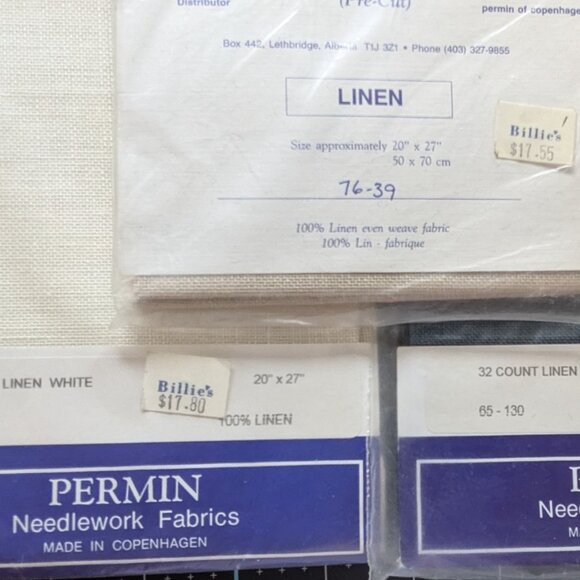 Distributor
(Pre-Cut)
permin of copenhagen
Box 442, Lethbridge, Alberta T1J 3Z1 • Phone (403) 327-9855
LINEN
Size approximately 20" x 27"
50 x 70 cm
76-39
100% Linen even weave fabric
100% Lin - fabrique
Billie's
$17.55
LINEN WHITE
20" x 27"
100% LINEN
Billie's
$17.80
PERMIN
Needlework Fabrics
MADE IN COPENHAGEN
32 COUNT LINEN
65 - 130
Need
M